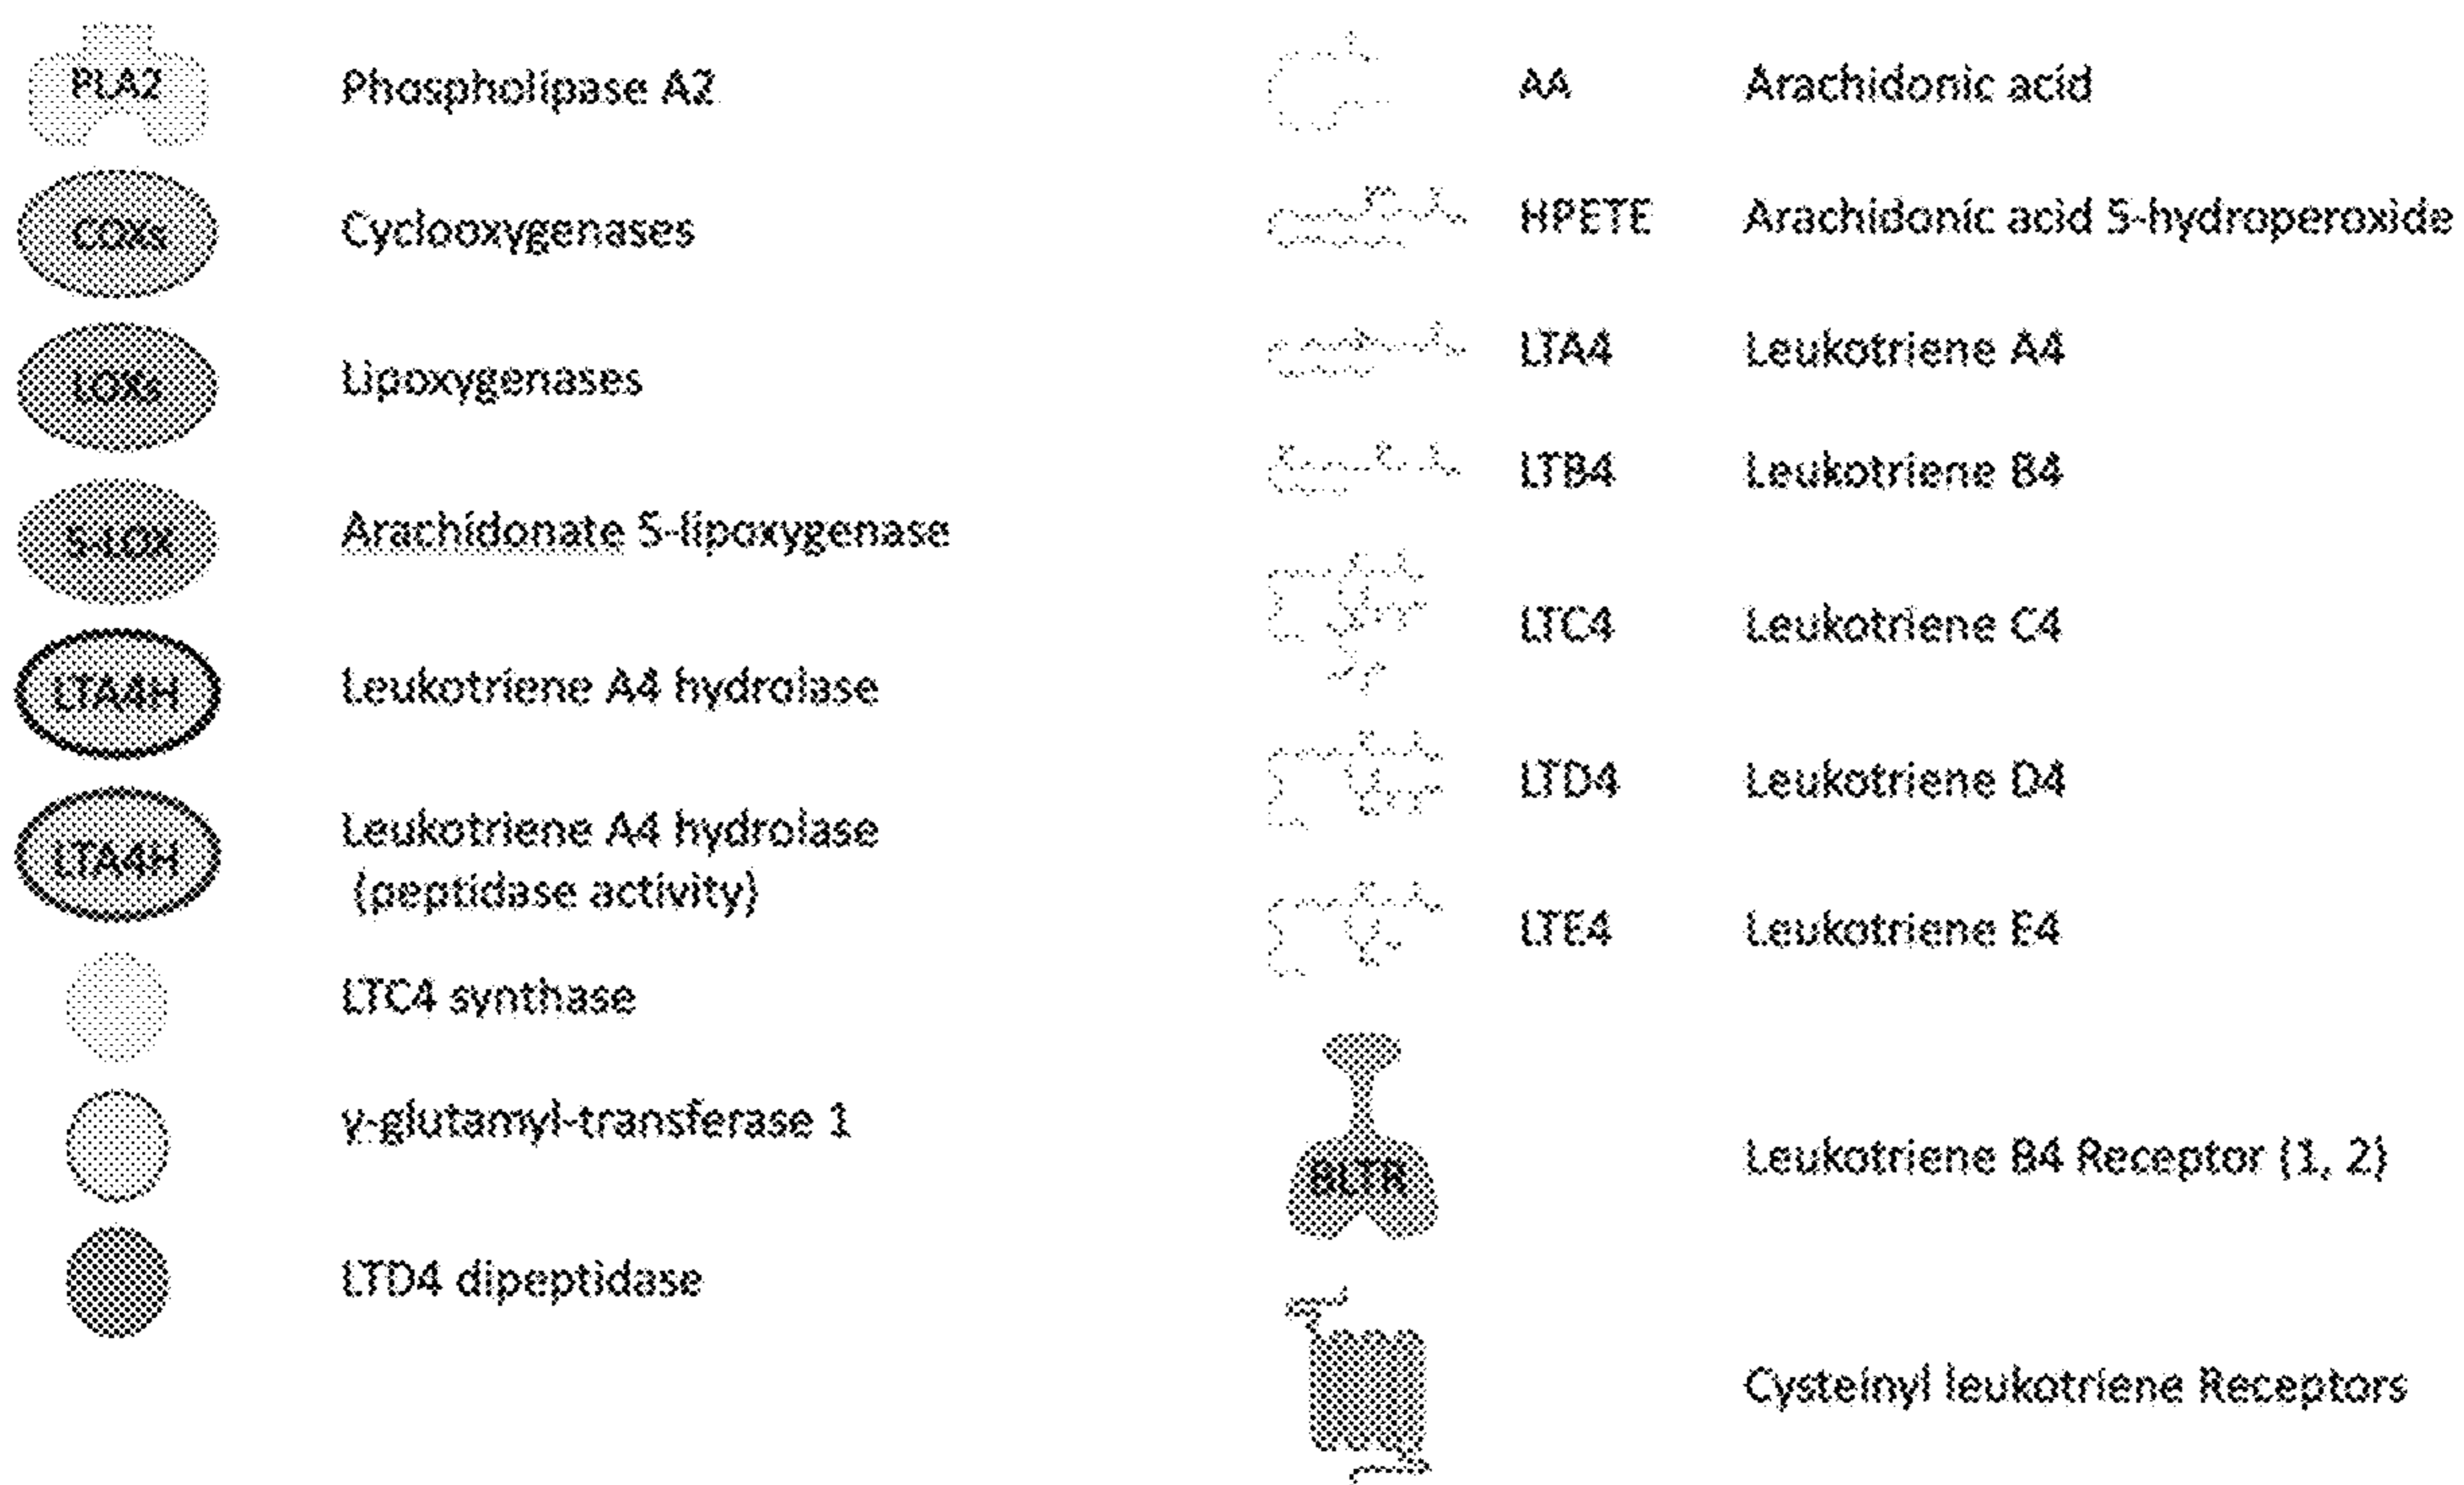 PLA2 Phospholipase A2
COXs Cyclooxygenases
LOXs Lipoxygenases
5-LOX Arachidonate 5-lipoxygenase
LTA4H Leukotriene A4 hydrolase
LTA4H Leukotriene A4 hydrolase
(peptidase activity)
LTC4 synthase
γ-glutamyl-transferase 1
LTD4 dipeptidase
AA Arachidonic acid
HPETE Arachidonic acid 5-hydroperoxide
LTA4 Leukotriene A4
LTB4 Leukotriene B4
LTC4 Leukotriene C4
LTD4 Leukotriene D4
LTE4 Leukotriene E4
BLTR Leukotriene B4 Receptor (1, 2)
Cysteinyl leukotriene Receptors